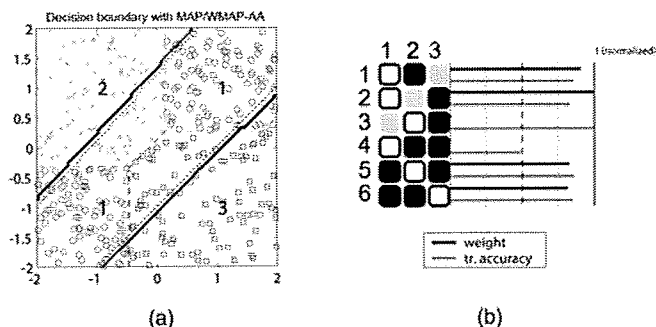 Decision boundary with MAP/WMAP-AA
2
1.5
1
0.5
0
-0.5
-1
-1.5
-2
-2 -1 0 1 2
2
1
1
3
(a)
1 2 3
1 (normalized)
1
2
3
4
5
6
weight
tr. accuracy
(b)